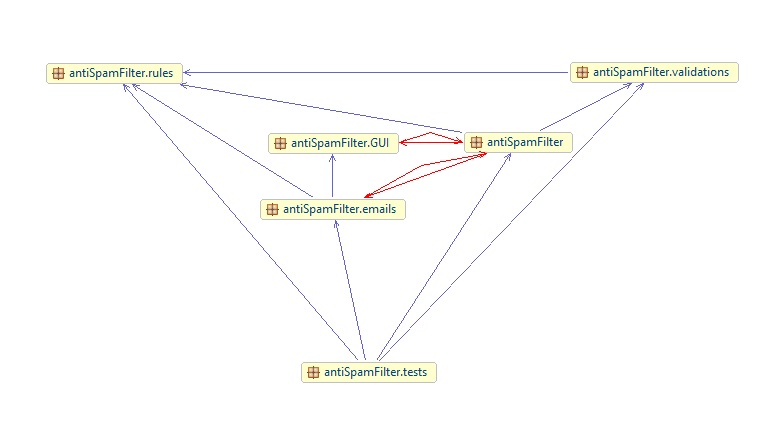 antiSpamFilter.rules
antiSpamFilter.validations
antiSpamFilter.GUI
antiSpamFilter
antiSpamFilter.emails
antiSpamFilter.tests